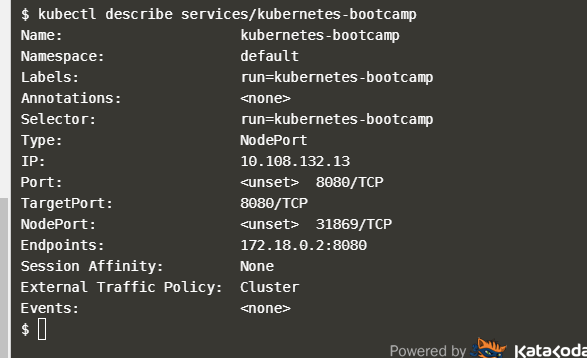 $ kubectl describe services/kubernetes-bootcamp
Name:                     kubernetes-bootcamp
Namespace:                default
Labels:                   run=kubernetes-bootcamp
Annotations:              <none>
Selector:                 run=kubernetes-bootcamp
Type:                     NodePort
IP:                       10.108.132.13
Port:                     <unset>  8080/TCP
TargetPort:               8080/TCP
NodePort:                 <unset>  31869/TCP
Endpoints:                172.18.0.2:8080
Session Affinity:         None
External Traffic Policy:  Cluster
Events:                   <none>
$
Powered by Katakoda